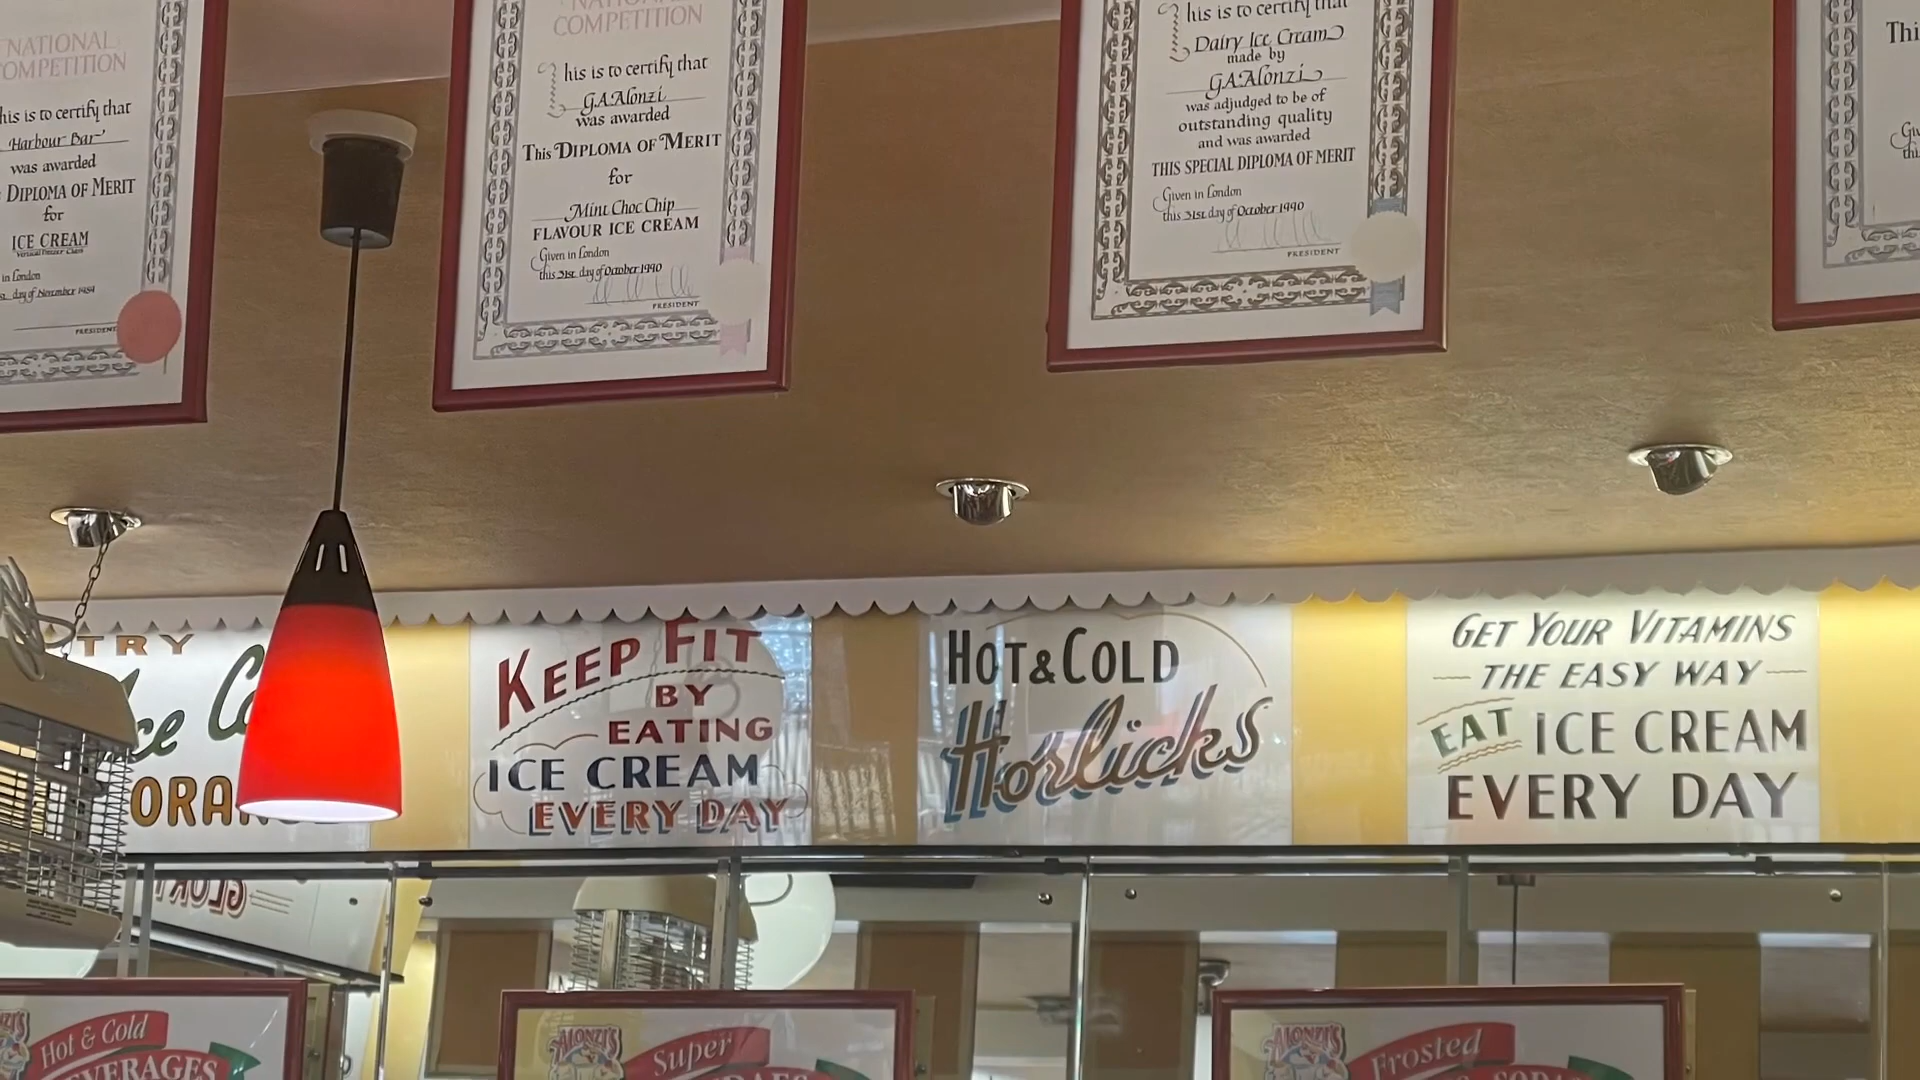 NATIONAL
COMPETITION
his is to certify that
Harbour Bar'
was awarded
DIPLOMA OF MERIT
for
ICE CREAM
in London
day of November
PRESIDENT
NATIONAL
COMPETITION
This is to certify that
G.A.Alonzi
was awarded
This DIPLOMA OF MERIT
for
Mint Choc Chip
FLAVOUR ICE CREAM
Given in London
this 31st day of October 1990
PRESIDENT
This is to certify that
Dairy Ice Cream
made by
G.A.Alonzi
was adjudged to be of
outstanding quality
and was awarded
THIS SPECIAL DIPLOMA OF MERIT
Given in London
this 31st day of October 1990
PRESIDENT
Thi
Giv
this
TRY
Ice C
ORA
KEEP FIT
BY
EATING
ICE CREAM
EVERY DAY
HOT & COLD
Horlicks
GET YOUR VITAMINS
THE EASY WAY
EAT ICE CREAM
EVERY DAY
Hot & Cold
BEVERAGES
ALONZI'S
Super
ALONZI'S
Frosted